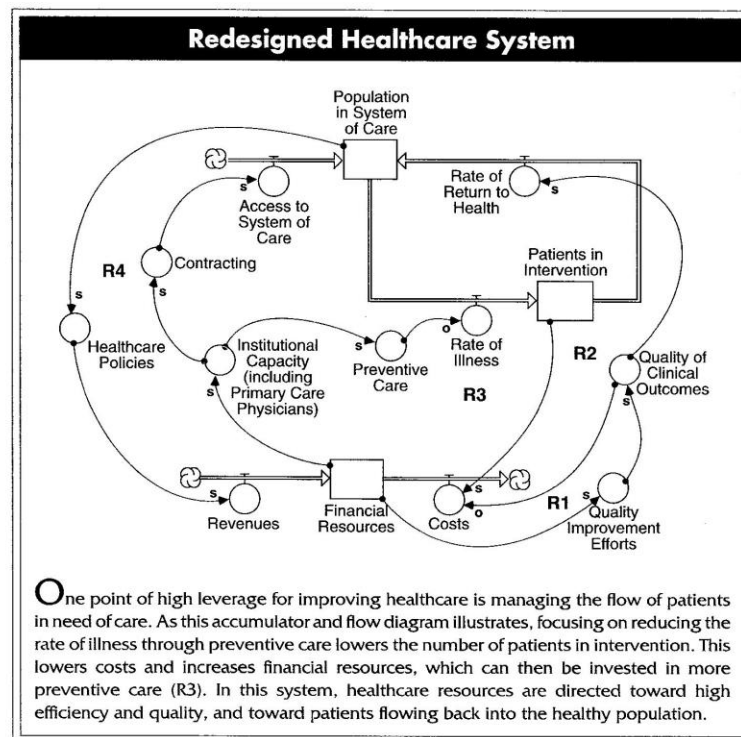 Redesigned Healthcare System
Population
in System
of Care
s
Access to
System of
Care
Rate of
Return to
Health
s
Patients in
Intervention
R4
Contracting
s
s
Healthcare
Policies
Institutional
Capacity
(including
Primary Care
Physicians)
s
s
Preventive
Care
o
Rate of
Illness
R2
R3
Quality of
Clinical
Outcomes
s
s
Revenues
Financial
Resources
s
Costs
o
R1
s
Quality
Improvement
Efforts
One point of high leverage for improving healthcare is managing the flow of patients
in need of care. As this accumulator and flow diagram illustrates, focusing on reducing the
rate of illness through preventive care lowers the number of patients in intervention. This
lowers costs and increases financial resources, which can then be invested in more
preventive care (R3). In this system, healthcare resources are directed toward high
efficiency and quality, and toward patients flowing back into the healthy population.